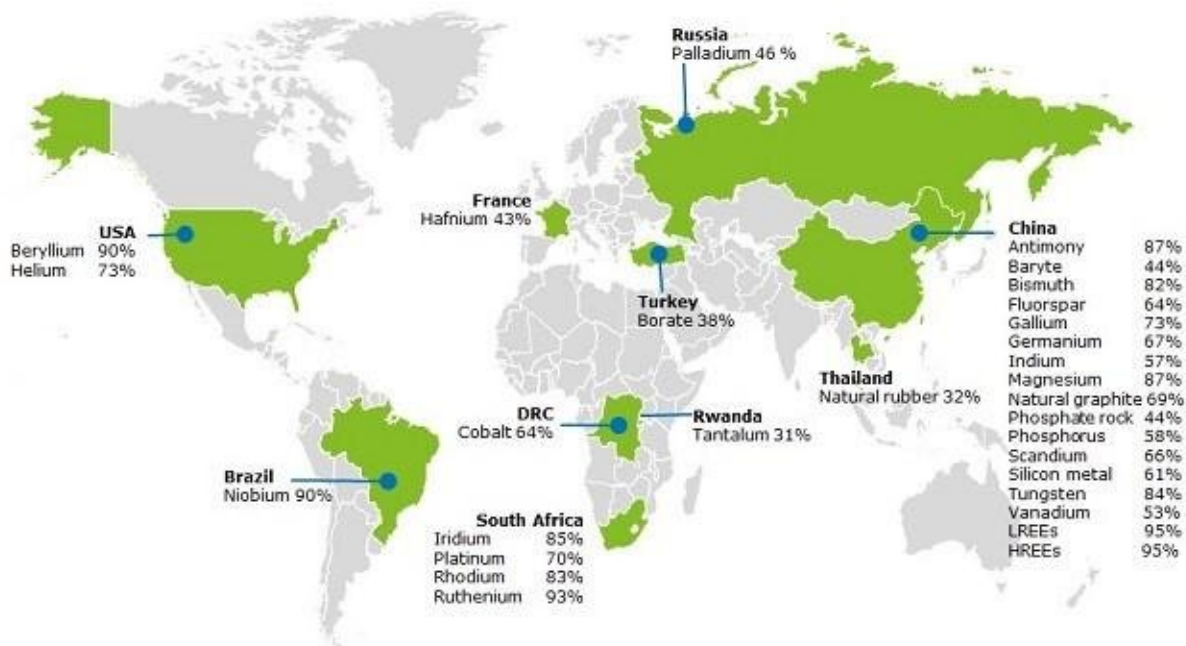 Russia
Palladium 46 %
France
Hafnium 43%
USA
Beryllium 90%
Helium 73%
Turkey
Borate 38%
China
Antimony 87%
Baryte 44%
Bismuth 82%
Fluorspar 64%
Gallium 73%
Germanium 67%
Indium 57%
Magnesium 87%
Natural graphite 69%
Phosphate rock 44%
Phosphorus 58%
Scandium 66%
Silicon metal 61%
Tungsten 84%
Vanadium 53%
LREEs 95%
HREEs 95%
Thailand
Natural rubber 32%
DRC
Cobalt 64%
Rwanda
Tantalum 31%
Brazil
Niobium 90%
South Africa
Iridium 85%
Platinum 70%
Rhodium 83%
Ruthenium 93%